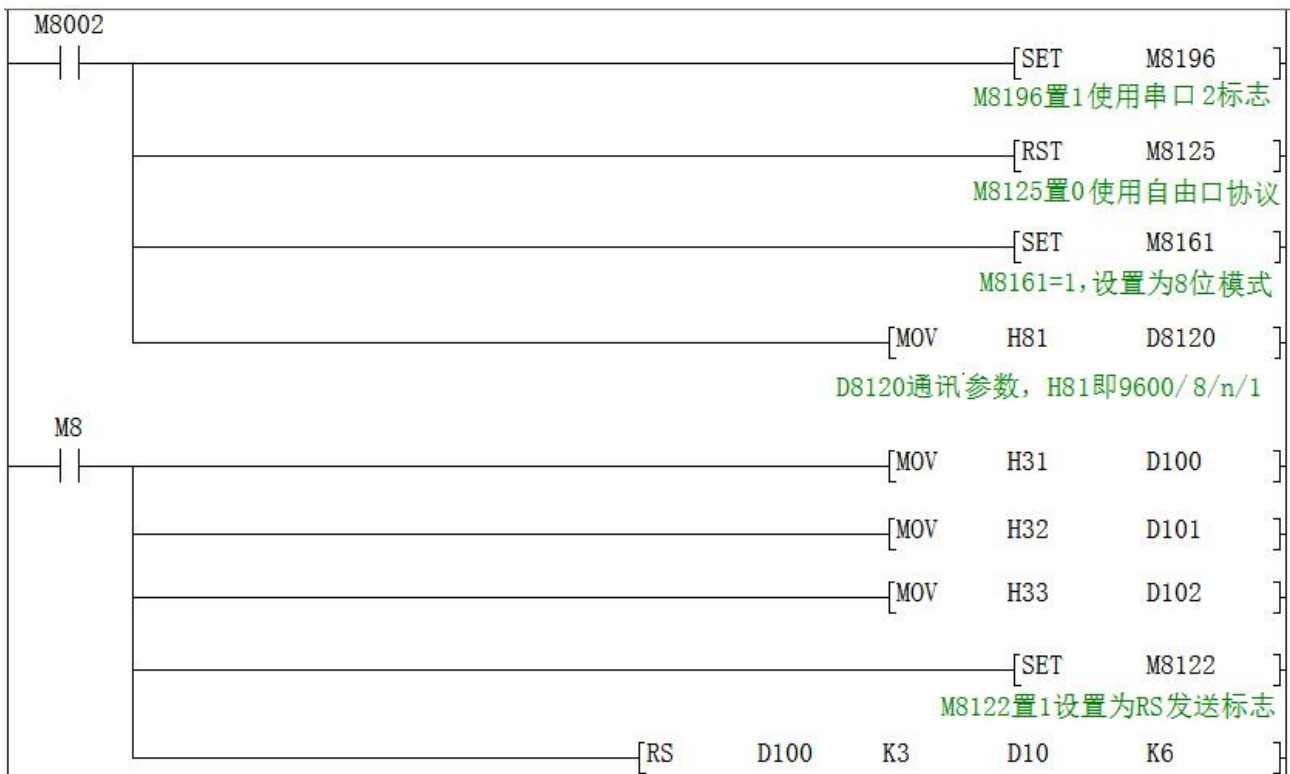 M8002
[SET M8196 ]
M8196置1使用串口2标志
[RST M8125 ]
M8125置0使用自由口协议
[SET M8161 ]
M8161=1,设置为8位模式
[MOV H81 D8120 ]
D8120通讯参数，H81即9600/8/n/1
M8
[MOV H31 D100 ]
[MOV H32 D101 ]
[MOV H33 D102 ]
[SET M8122 ]
M8122置1设置为RS发送标志
[RS D100 K3 D10 K6 ]